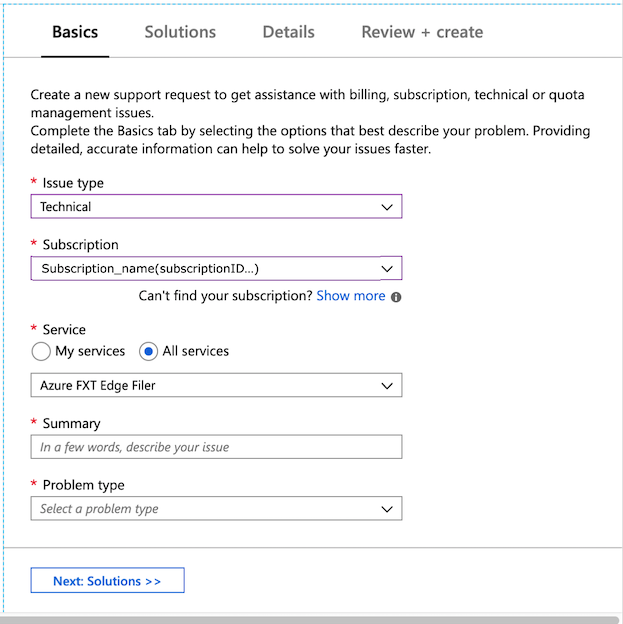 Basics Solutions Details Review + create
Create a new support request to get assistance with billing, subscription, technical or quota
management issues.
Complete the Basics tab by selecting the options that best describe your problem. Providing
detailed, accurate information can help to solve your issues faster.
* Issue type
Technical
* Subscription
Subscription_name(subscriptionID...)
Can't find your subscription? Show more
* Service
My services All services
Azure FXT Edge Filer
* Summary
In a few words, describe your issue
* Problem type
Select a problem type
Next: Solutions >>